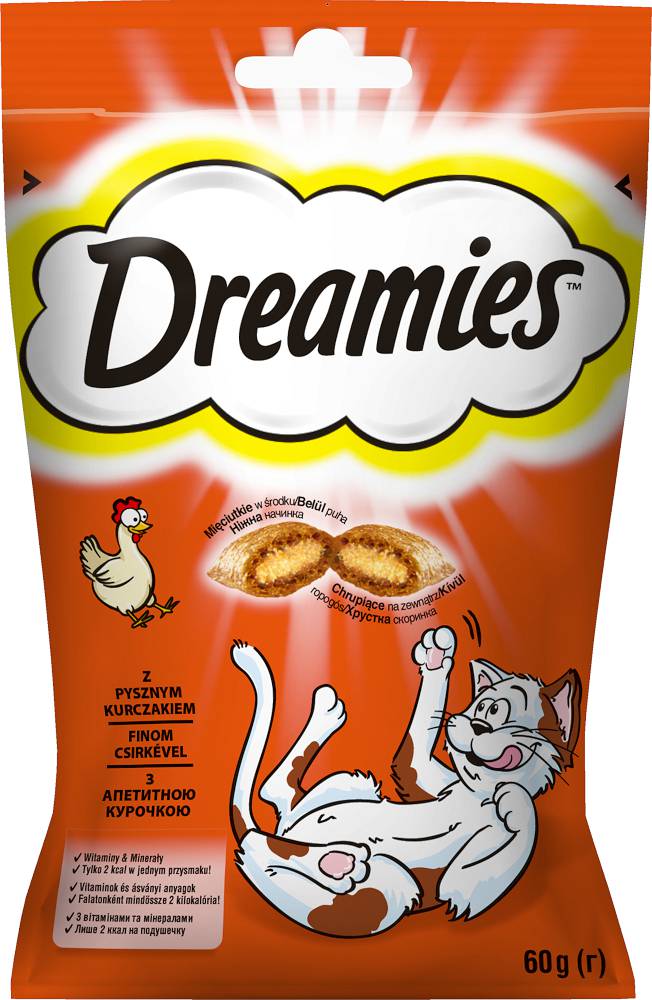 Dreamies™
Mięciutkie w środku/Belül puha
Ніжна начинка
Chrupiące na zewnątrz/Kívül
ropogós/Хрустка скоринка
Z
PYSZNYM
KURCZAKIEM
FINOM
CSIRKÉVEL
З
АПЕТИТНОЮ
КУРОЧКОЮ
✓ Witaminy & Minerały
✓ Tylko 2 kcal w jednym przysmaku!
✓ Vitaminok és ásványi anyagok
✓ Falatonként mindössze 2 kilokalória!
✓ З вітамінами та мінералами
✓ Лише 2 ккал на подушечку
60 g (г)